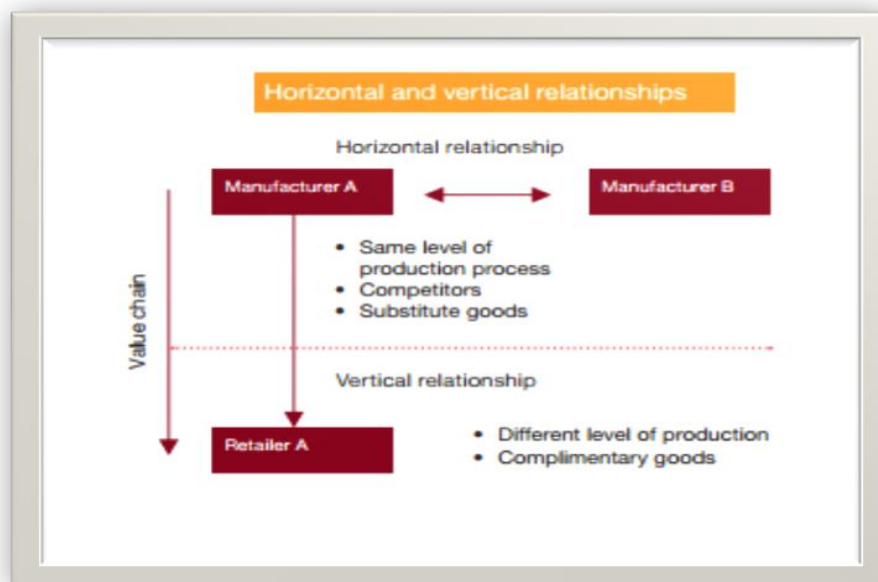 Horizontal and vertical relationships
Horizontal relationship
Manufacturer A
Manufacturer B
• Same level of
production process
• Competitors
• Substitute goods
Value chain
Vertical relationship
Retailer A
• Different level of production
• Complimentary goods